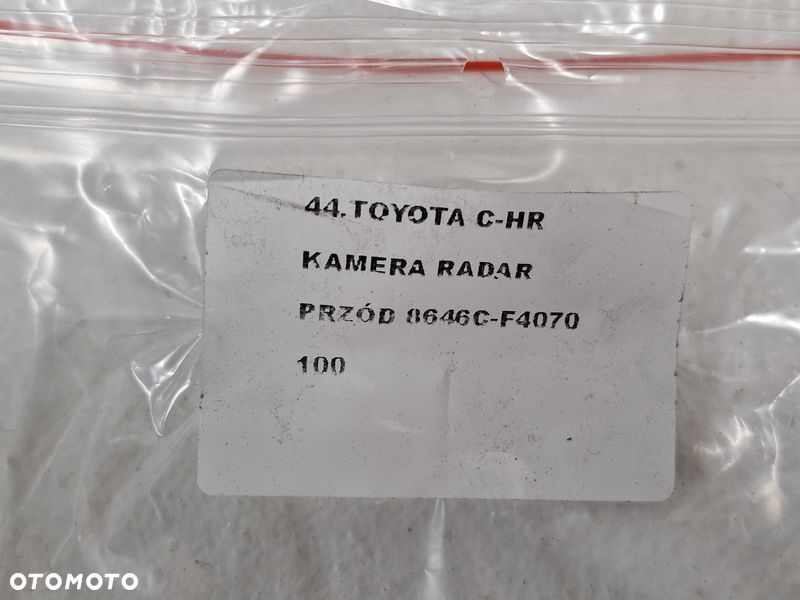 44.TOYOTA C-HR
KAMERA RADAR
PRZÓD 8646C-F4070
100
OTOMOTO